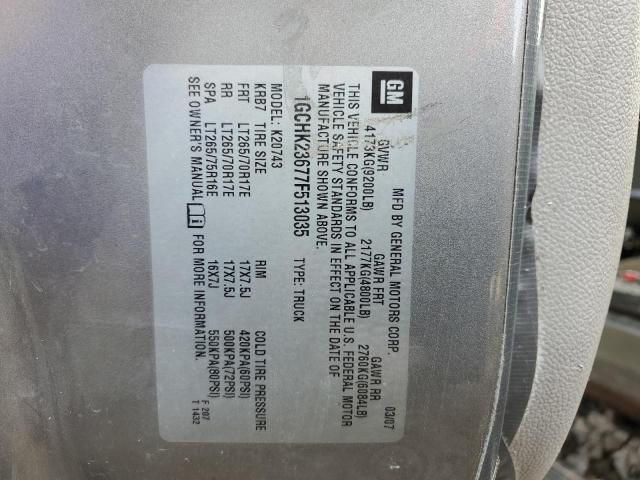 GM
MFD BY GENERAL MOTORS CORP. 03/07
GVWR GAWR FRT GAWR RR
4173KG(9200LB) 2177KG(4800LB) 2760KG(6084LB)
THIS VEHICLE CONFORMS TO ALL APPLICABLE U.S. FEDERAL MOTOR
VEHICLE SAFETY STANDARDS IN EFFECT ON THE DATE OF
MANUFACTURE SHOWN ABOVE.
1GCHK23677F513035 TYPE: TRUCK
MODEL: K20743
KRB7 TIRE SIZE RIM COLD TIRE PRESSURE
FRT LT265/70R17E 17X7.5J 420KPA(60PSI)
RR LT265/70R17E 17X7.5J 500KPA(72PSI)
SPA LT265/75R16E 16X7J 550KPA(80PSI)
SEE OWNER'S MANUAL i FOR MORE INFORMATION.
F 207
T 1432